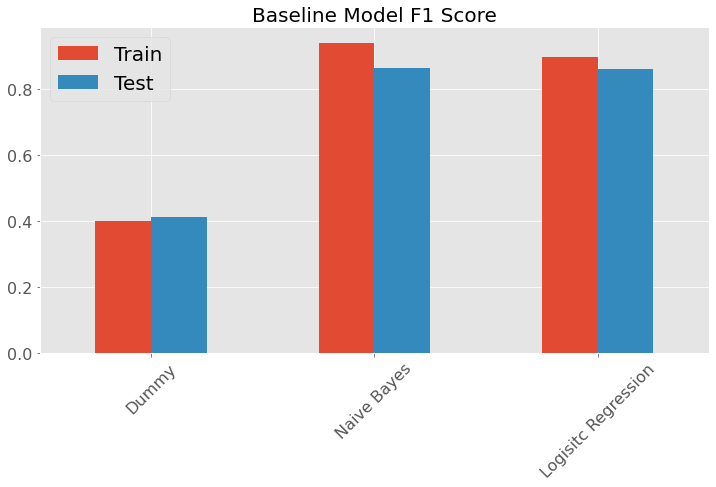 Baseline Model F1 Score
Train
Test
0.8
0.6
0.4
0.2
0.0
Dummy
Naive Bayes
Logisitc Regression